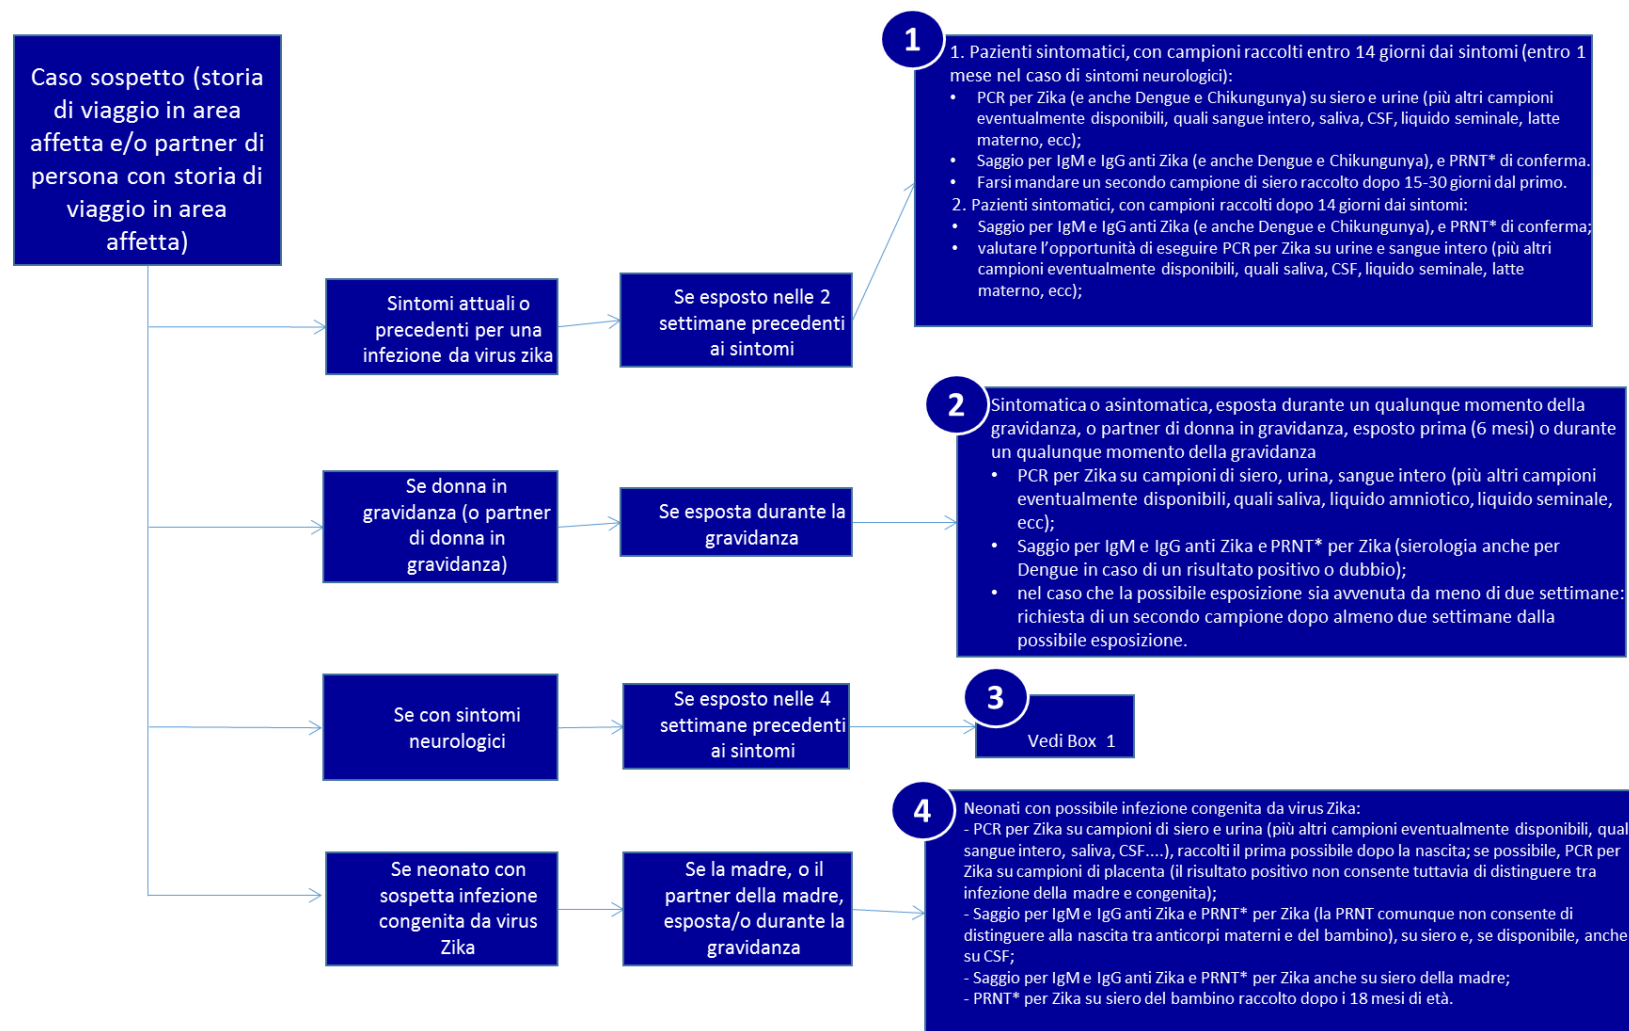 Caso sospetto (storia
di viaggio in area
affetta e/o partner di
persona con storia di
viaggio in area
affetta)
Sintomi attuali o
precedenti per una
infezione da virus zika
Se esposto nelle 2
settimane precedenti
ai sintomi
1
1. Pazienti sintomatici, con campioni raccolti entro 14 giorni dai sintomi (entro 1
mese nel caso di sintomi neurologici):
• PCR per Zika (e anche Dengue e Chikungunya) su siero e urine (più altri campioni
eventualmente disponibili, quali sangue intero, saliva, CSF, liquido seminale, latte
materno, ecc);
• Saggio per IgM e IgG anti Zika (e anche Dengue e Chikungunya), e PRNT* di conferma.
• Farsi mandare un secondo campione di siero raccolto dopo 15-30 giorni dal primo.
2. Pazienti sintomatici, con campioni raccolti dopo 14 giorni dai sintomi:
• Saggio per IgM e IgG anti Zika (e anche Dengue e Chikungunya), e PRNT* di conferma;
• valutare l'opportunità di eseguire PCR per Zika su urine e sangue intero (più altri
campioni eventualmente disponibili, quali saliva, CSF, liquido seminale, latte
materno, ecc);
Se donna in
gravidanza (o partner
di donna in
gravidanza)
Se esposta durante la
gravidanza
2
Sintomatica o asintomatica, esposta durante un qualunque momento della
gravidanza, o partner di donna in gravidanza, esposto prima (6 mesi) o durante
un qualunque momento della gravidanza
• PCR per Zika su campioni di siero, urina, sangue intero (più altri campioni
eventualmente disponibili, quali saliva, liquido amniotico, liquido seminale,
ecc);
• Saggio per IgM e IgG anti Zika e PRNT* per Zika (sierologia anche per
Dengue in caso di un risultato positivo o dubbio);
• nel caso che la possibile esposizione sia avvenuta da meno di due settimane:
richiesta di un secondo campione dopo almeno due settimane dalla
possibile esposizione.
Se con sintomi
neurologici
Se esposto nelle 4
settimane precedenti
ai sintomi
3
Vedi Box 1
Se neonato con
sospetta infezione
congenita da virus
Zika
Se la madre, o il
partner della madre,
esposta/o durante la
gravidanza
4
Neonati con possibile infezione congenita da virus Zika:
- PCR per Zika su campioni di siero e urina (più altri campioni eventualmente disponibili, qual
sangue intero, saliva, CSF....), raccolti il prima possibile dopo la nascita; se possibile, PCR per
Zika su campioni di placenta (il risultato positivo non consente tuttavia di distinguere tra
infezione della madre e congenita);
- Saggio per IgM e IgG anti Zika e PRNT* per Zika (la PRNT comunque non consente di
distinguere alla nascita tra anticorpi materni e del bambino), su siero e, se disponibile, anche
su CSF;
- Saggio per IgM e IgG anti Zika e PRNT* per Zika anche su siero della madre;
- PRNT* per Zika su siero del bambino raccolto dopo i 18 mesi di età.